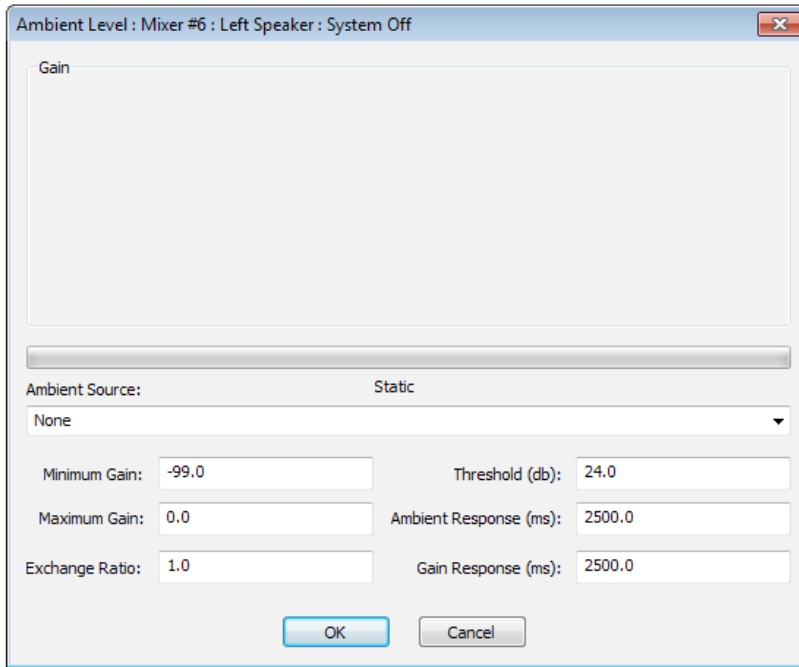 Ambient Level : Mixer #6 : Left Speaker : System Off
Gain
Static
Ambient Source:
None
Minimum Gain: -99.0 Threshold (db): 24.0
Maximum Gain: 0.0 Ambient Response (ms): 2500.0
Exchange Ratio: 1.0 Gain Response (ms): 2500.0
OK Cancel